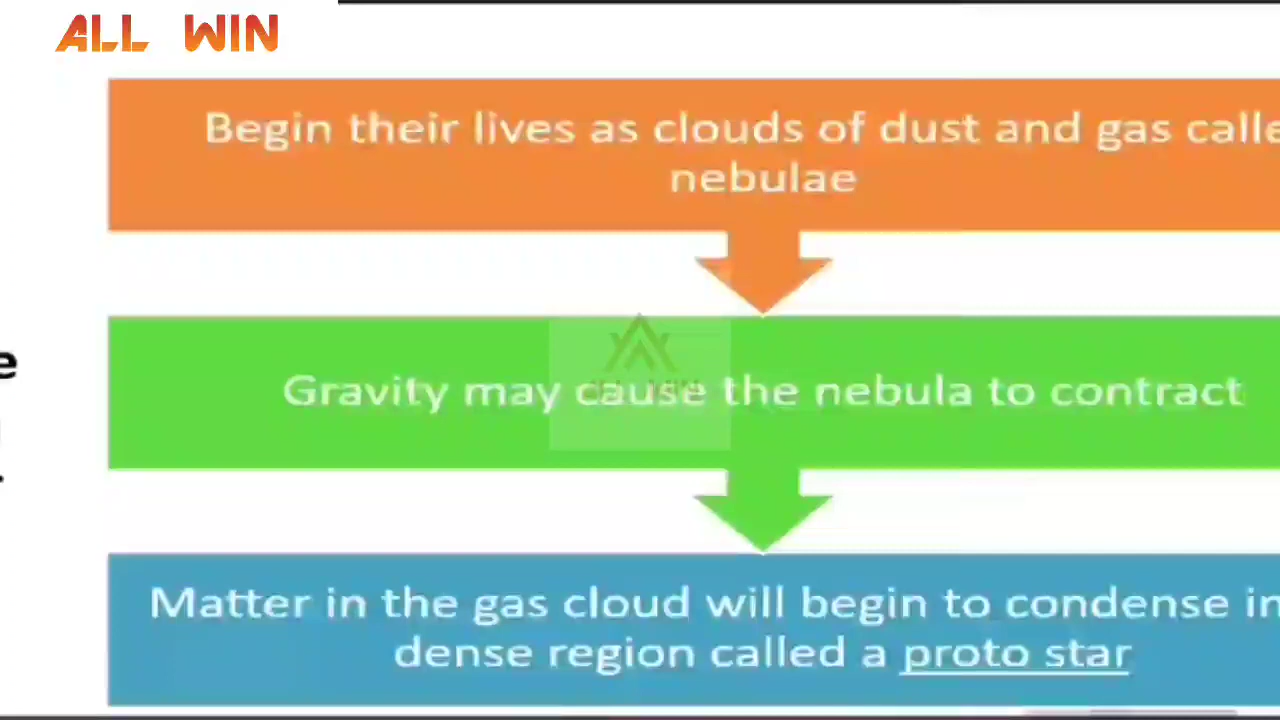 ALL WIN
Begin their lives as clouds of dust and gas calle
nebulae
e
Gravity may cause the nebula to contract
Matter in the gas cloud will begin to condense in
dense region called a proto star